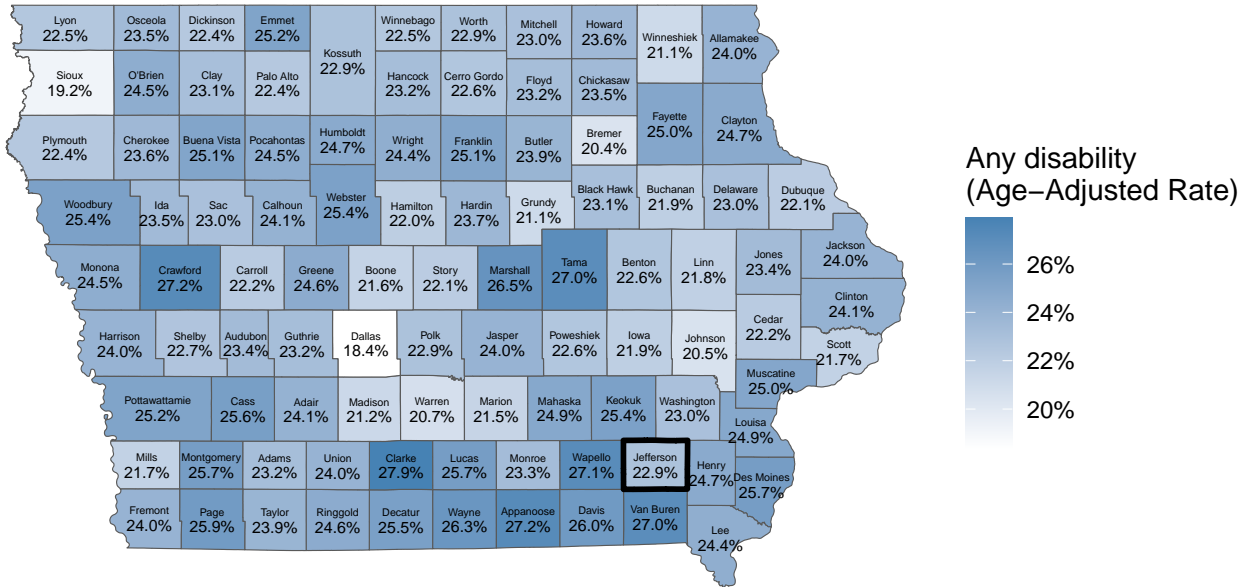 Lyon
22.5%
Osceola
23.5%
Dickinson
22.4%
Emmet
25.2%
Kossuth
22.9%
Winnebago
22.5%
Worth
22.9%
Mitchell
23.0%
Howard
23.6%
Winneshiek
21.1%
Allamakee
24.0%
Sioux
19.2%
O'Brien
24.5%
Clay
23.1%
Palo Alto
22.4%
Hancock
23.2%
Cerro Gordo
22.6%
Floyd
23.2%
Chickasaw
23.5%
Fayette
25.0%
Clayton
24.7%
Plymouth
22.4%
Cherokee
23.6%
Buena Vista
25.1%
Pocahontas
24.5%
Humboldt
24.7%
Wright
24.4%
Franklin
25.1%
Butler
23.9%
Bremer
20.4%
Woodbury
25.4%
Ida
23.5%
Sac
23.0%
Calhoun
24.1%
Webster
25.4%
Hamilton
22.0%
Hardin
23.7%
Grundy
21.1%
Black Hawk
23.1%
Buchanan
21.9%
Delaware
23.0%
Dubuque
22.1%
Monona
24.5%
Crawford
27.2%
Carroll
22.2%
Greene
24.6%
Boone
21.6%
Story
22.1%
Marshall
26.5%
Tama
27.0%
Benton
22.6%
Linn
21.8%
Jones
23.4%
Jackson
24.0%
Clinton
24.1%
Harrison
24.0%
Shelby
22.7%
Audubon
23.4%
Guthrie
23.2%
Dallas
18.4%
Polk
22.9%
Jasper
24.0%
Poweshiek
22.6%
Iowa
21.9%
Johnson
20.5%
Cedar
22.2%
Scott
21.7%
Muscatine
25.0%
Pottawattamie
25.2%
Cass
25.6%
Adair
24.1%
Madison
21.2%
Warren
20.7%
Marion
21.5%
Mahaska
24.9%
Keokuk
25.4%
Washington
23.0%
Louisa
24.9%
Mills
21.7%
Montgomery
25.7%
Adams
23.2%
Union
24.0%
Clarke
27.9%
Lucas
25.7%
Monroe
23.3%
Wapello
27.1%
Jefferson
22.9%
Henry
24.7%
Des Moines
25.7%
Fremont
24.0%
Page
25.9%
Taylor
23.9%
Ringgold
24.6%
Decatur
25.5%
Wayne
26.3%
Appanoose
27.2%
Davis
26.0%
Van Buren
27.0%
Lee
24.4%
Any disability
(Age−Adjusted Rate)
26%
24%
22%
20%